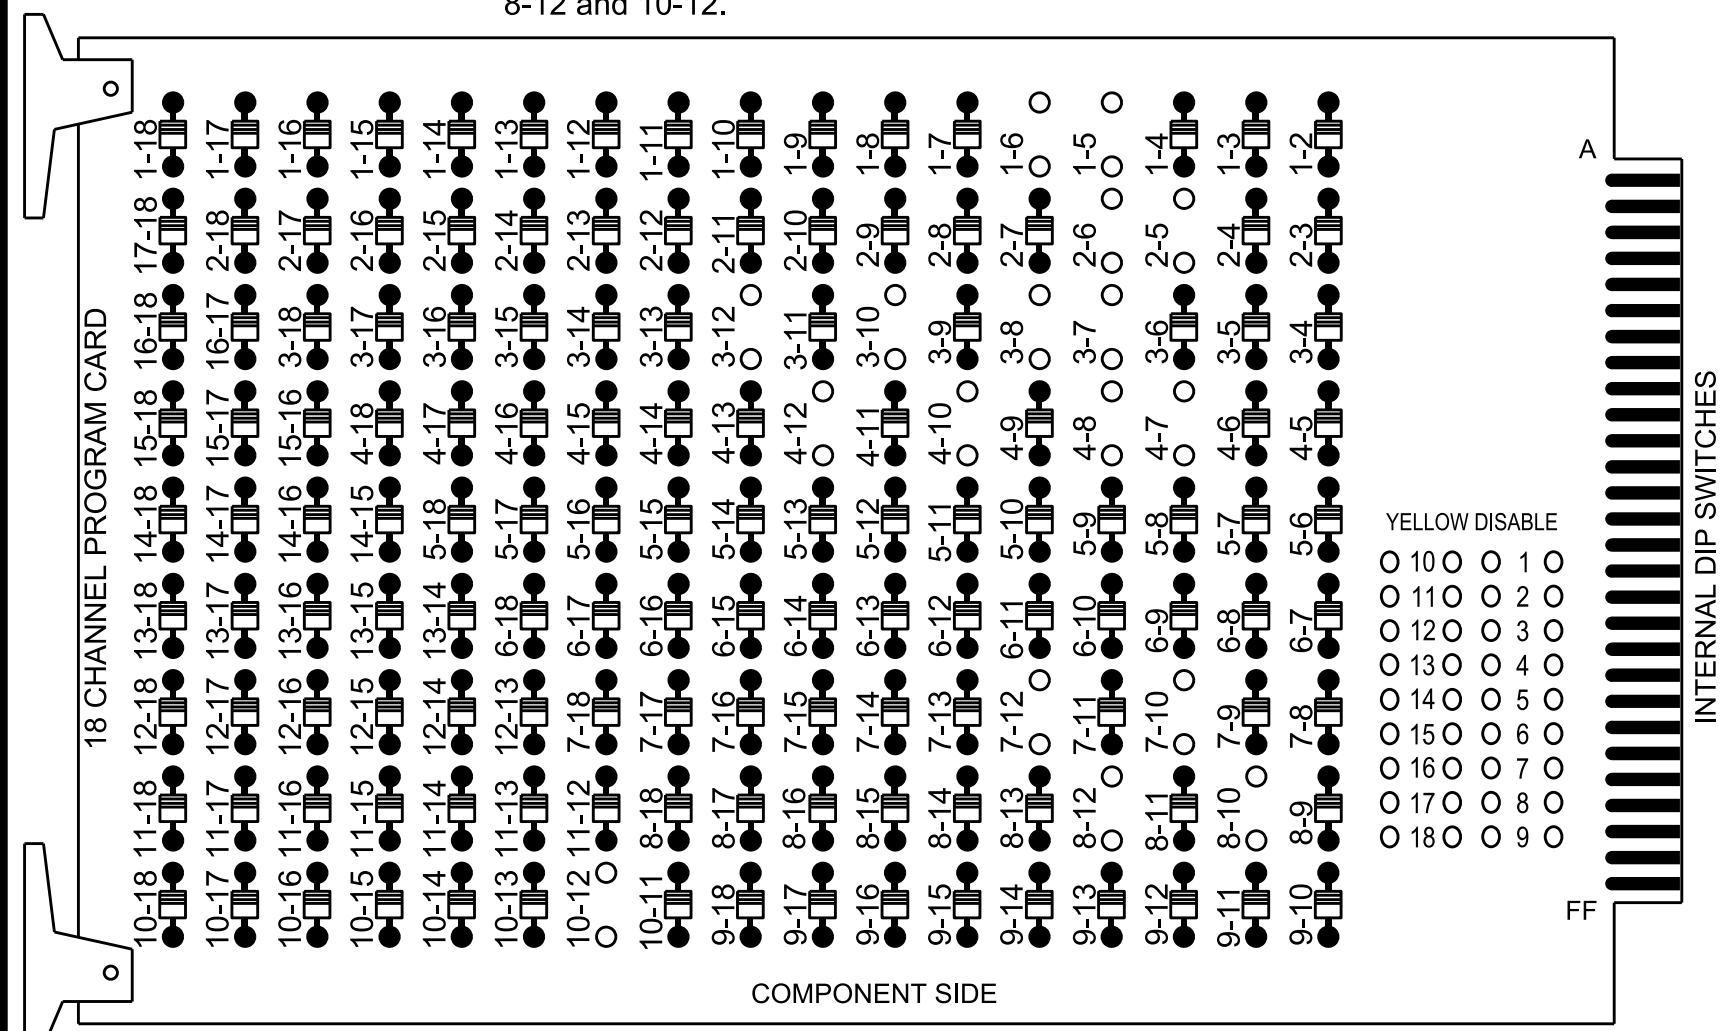 8-12 and 10-12.
1-18 1-17 1-16 1-15 1-14 1-13 1-12 1-11 1-10 1-9 1-8 1-7 1-6 1-5 1-4 1-3 1-2
17-18 2-18 2-17 2-16 2-15 2-14 2-13 2-12 2-11 2-10 2-9 2-8 2-7 2-6 2-5 2-4 2-3
16-18 16-17 3-18 3-17 3-16 3-15 3-14 3-13 3-12 3-11 3-10 3-9 3-8 3-7 3-6 3-5 3-4
15-18 15-17 15-16 4-18 4-17 4-16 4-15 4-14 4-13 4-12 4-11 4-10 4-9 4-8 4-7 4-6 4-5
14-18 14-17 14-16 14-15 5-18 5-17 5-16 5-15 5-14 5-13 5-12 5-11 5-10 5-9 5-8 5-7 5-6
13-18 13-17 13-16 13-15 13-14 6-18 6-17 6-16 6-15 6-14 6-13 6-12 6-11 6-10 6-9 6-8 6-7
12-18 12-17 12-16 12-15 12-14 12-13 7-18 7-17 7-16 7-15 7-14 7-13 7-12 7-11 7-10 7-9 7-8
11-18 11-17 11-16 11-15 11-14 11-13 11-12 8-18 8-17 8-16 8-15 8-14 8-13 8-12 8-11 8-10 8-9
10-18 10-17 10-16 10-15 10-14 10-13 10-12 10-11 9-18 9-17 9-16 9-15 9-14 9-13 9-12 9-11 9-10
18 CHANNEL PROGRAM CARD
COMPONENT SIDE
YELLOW DISABLE
10 1
11 2
12 3
13 4
14 5
15 6
16 7
17 8
18 9
A
FF
INTERNAL DIP SWITCHES